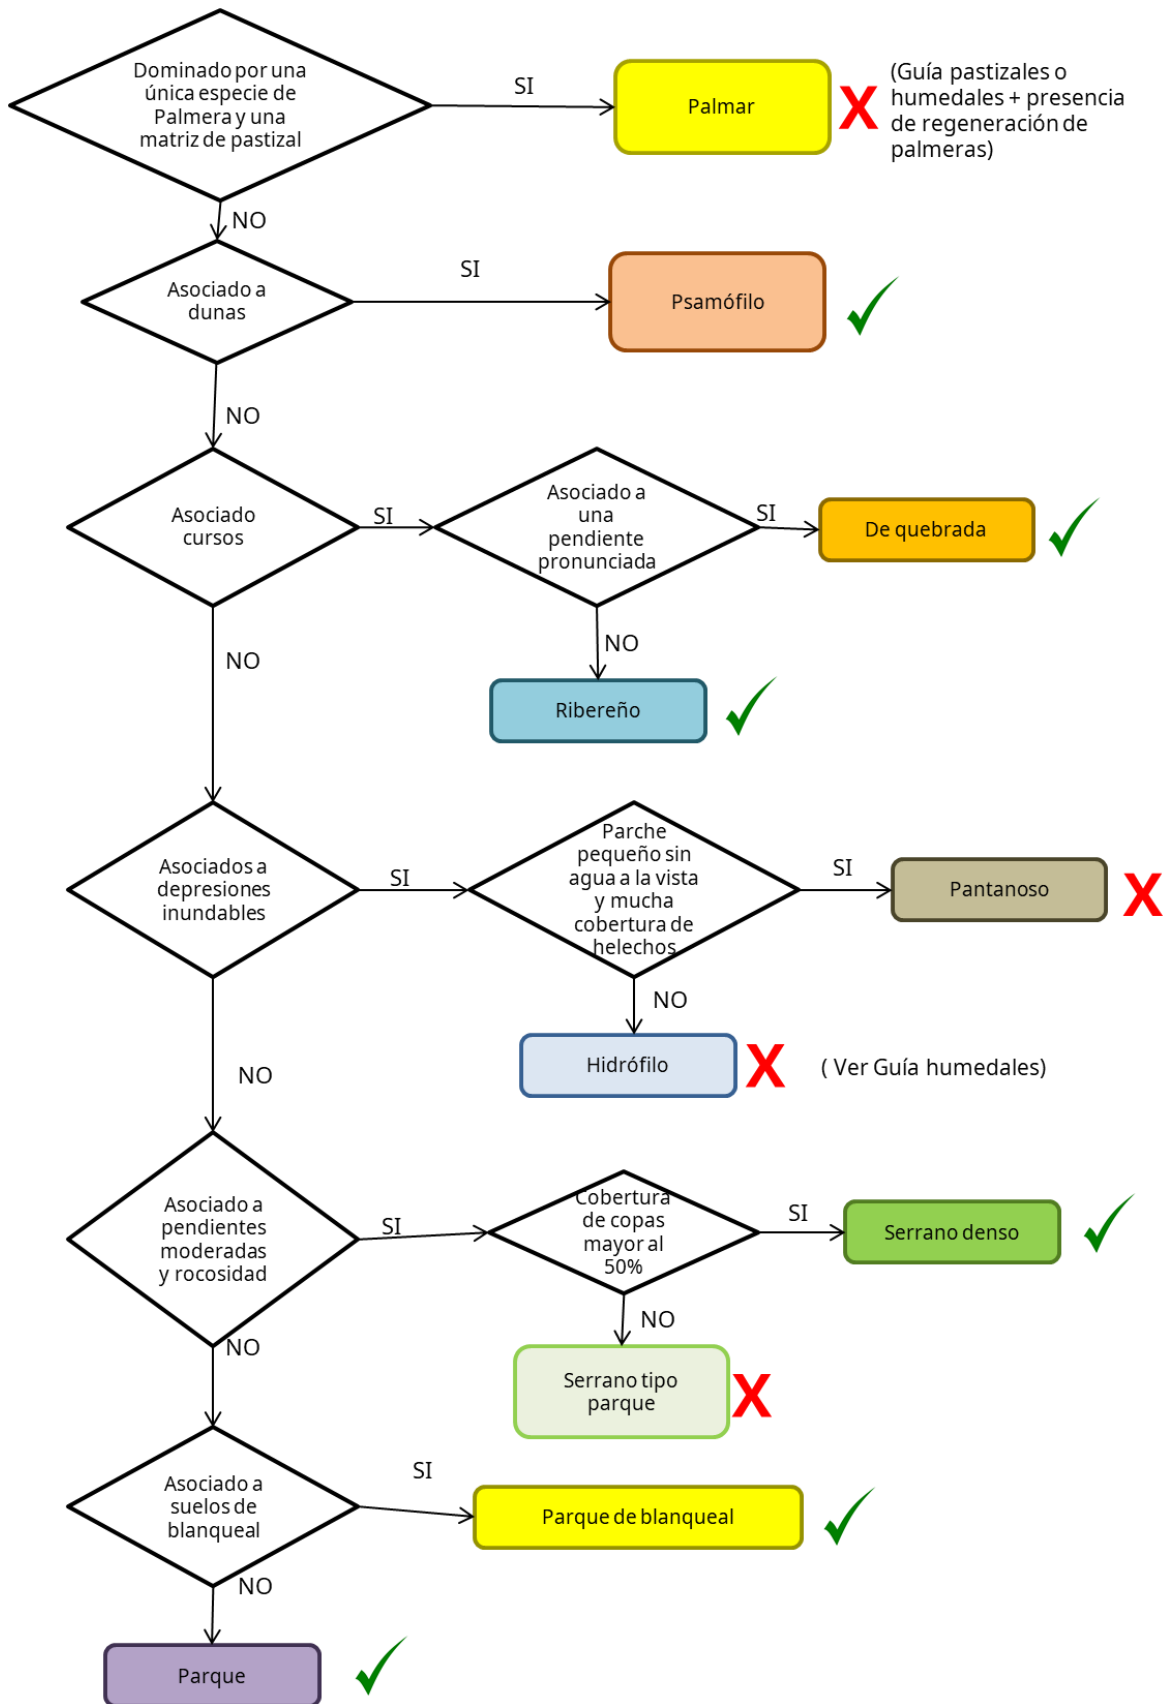 Dominado por una
única especie de
Palmera y una
matriz de pastizal
SI
Palmar
X
(Guía pastizales o
humedales + presencia
de regeneración de
palmeras)
NO
Asociado a
dunas
SI
Psamófilo
NO
Asociado
cursos
SI
Asociado a
una
pendiente
pronunciada
SI
De quebrada
NO
Ribereño
NO
Asociados a
depresiones
inundables
SI
Parche
pequeño sin
agua a la vista
y mucha
cobertura de
helechos
SI
Pantanoso
X
NO
Hidrófilo
X
( Ver Guía humedales)
NO
Asociado a
pendientes
moderadas
y rocosidad
SI
Cobertura
de copas
mayor al
50%
SI
Serrano denso
NO
Serrano tipo
parque
X
NO
Asociado a
suelos de
blanqueal
SI
Parque de blanqueal
NO
Parque